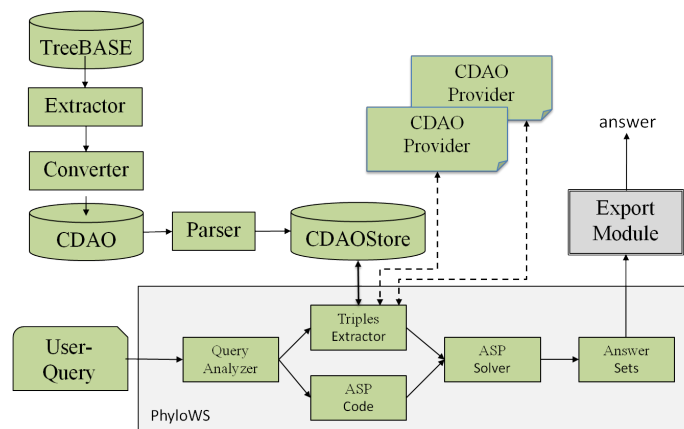 TreeBASE
Extractor
Converter
CDAO
Parser
CDAOStore
CDAO
Provider
CDAO
Provider
answer
Export
Module
User-
Query
Query
Analyzer
Triples
Extractor
ASP
Code
ASP
Solver
Answer
Sets
PhyloWS